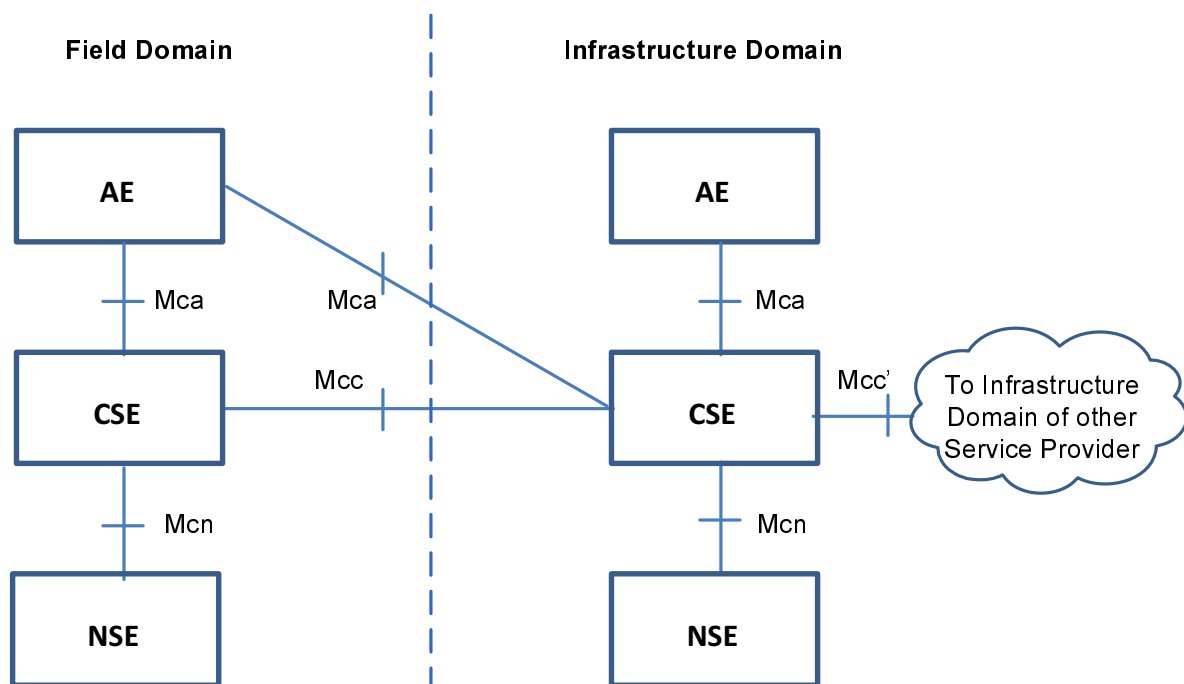 Field Domain
Infrastructure Domain
AE
AE
Mca
Mca
Mca
Mcc
Mcc’
CSE
CSE
To Infrastructure
Domain of other
Service Provider
Mcn
Mcn
NSE
NSE